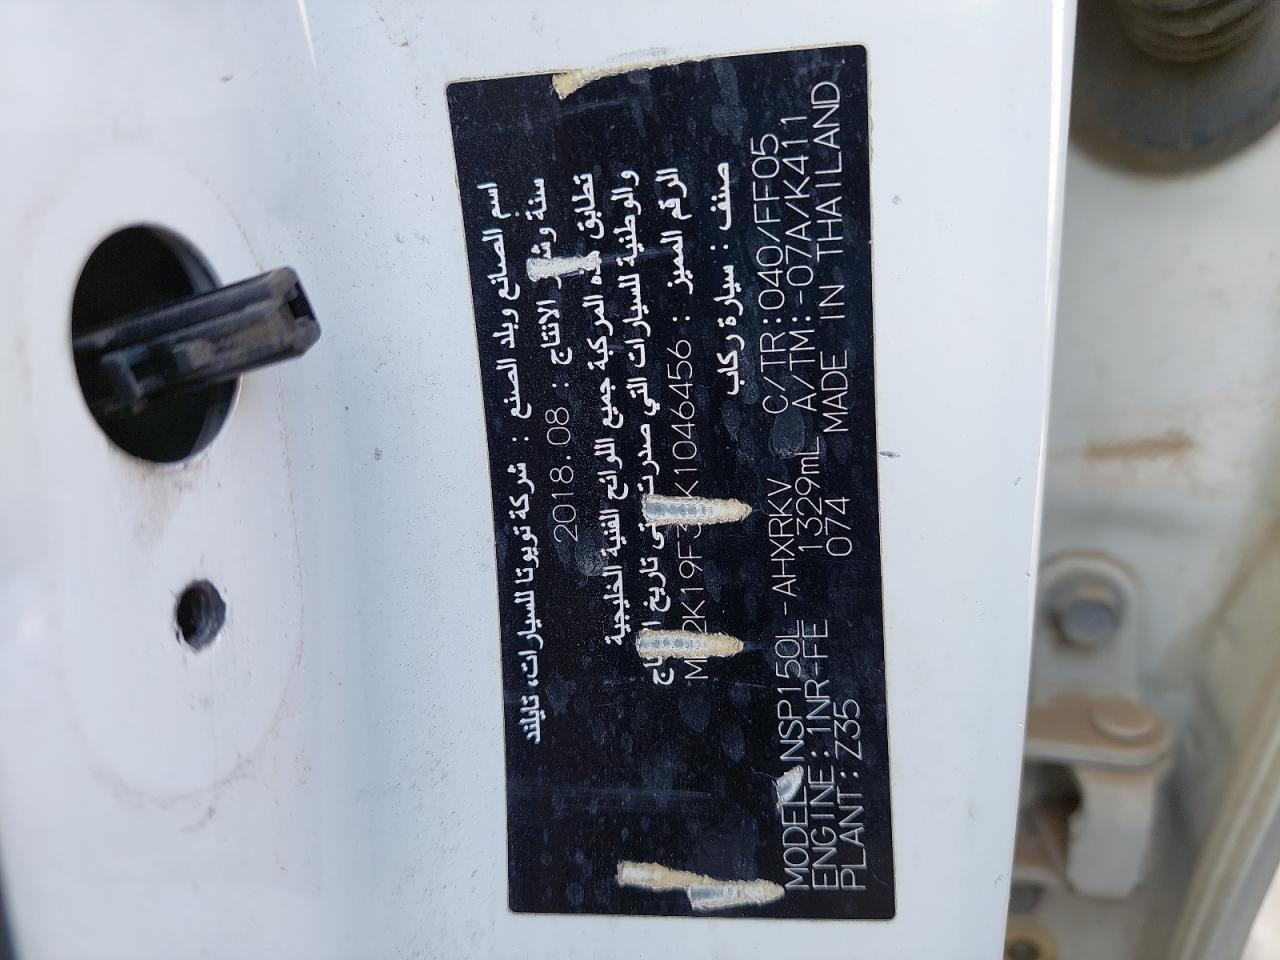 اسم الصانع وبلد الصنع : شركة تويوتا للسيارات، تايلند
سنة الانتاج : 2018.08
تطابق هذه المركبة جميع اللوائح الفنية الخليجية
والوطنية للسيارات التي صدرت تاريخ
الرقم المميز :
صنف : سيارة ركاب
MODEL NSP150L-AHXRKV C/TR:040/FF05
ENGINE:1NR-FE 1329mL A/TM:-07A/K411
PLANT:Z35 074 MADE IN THAILAND